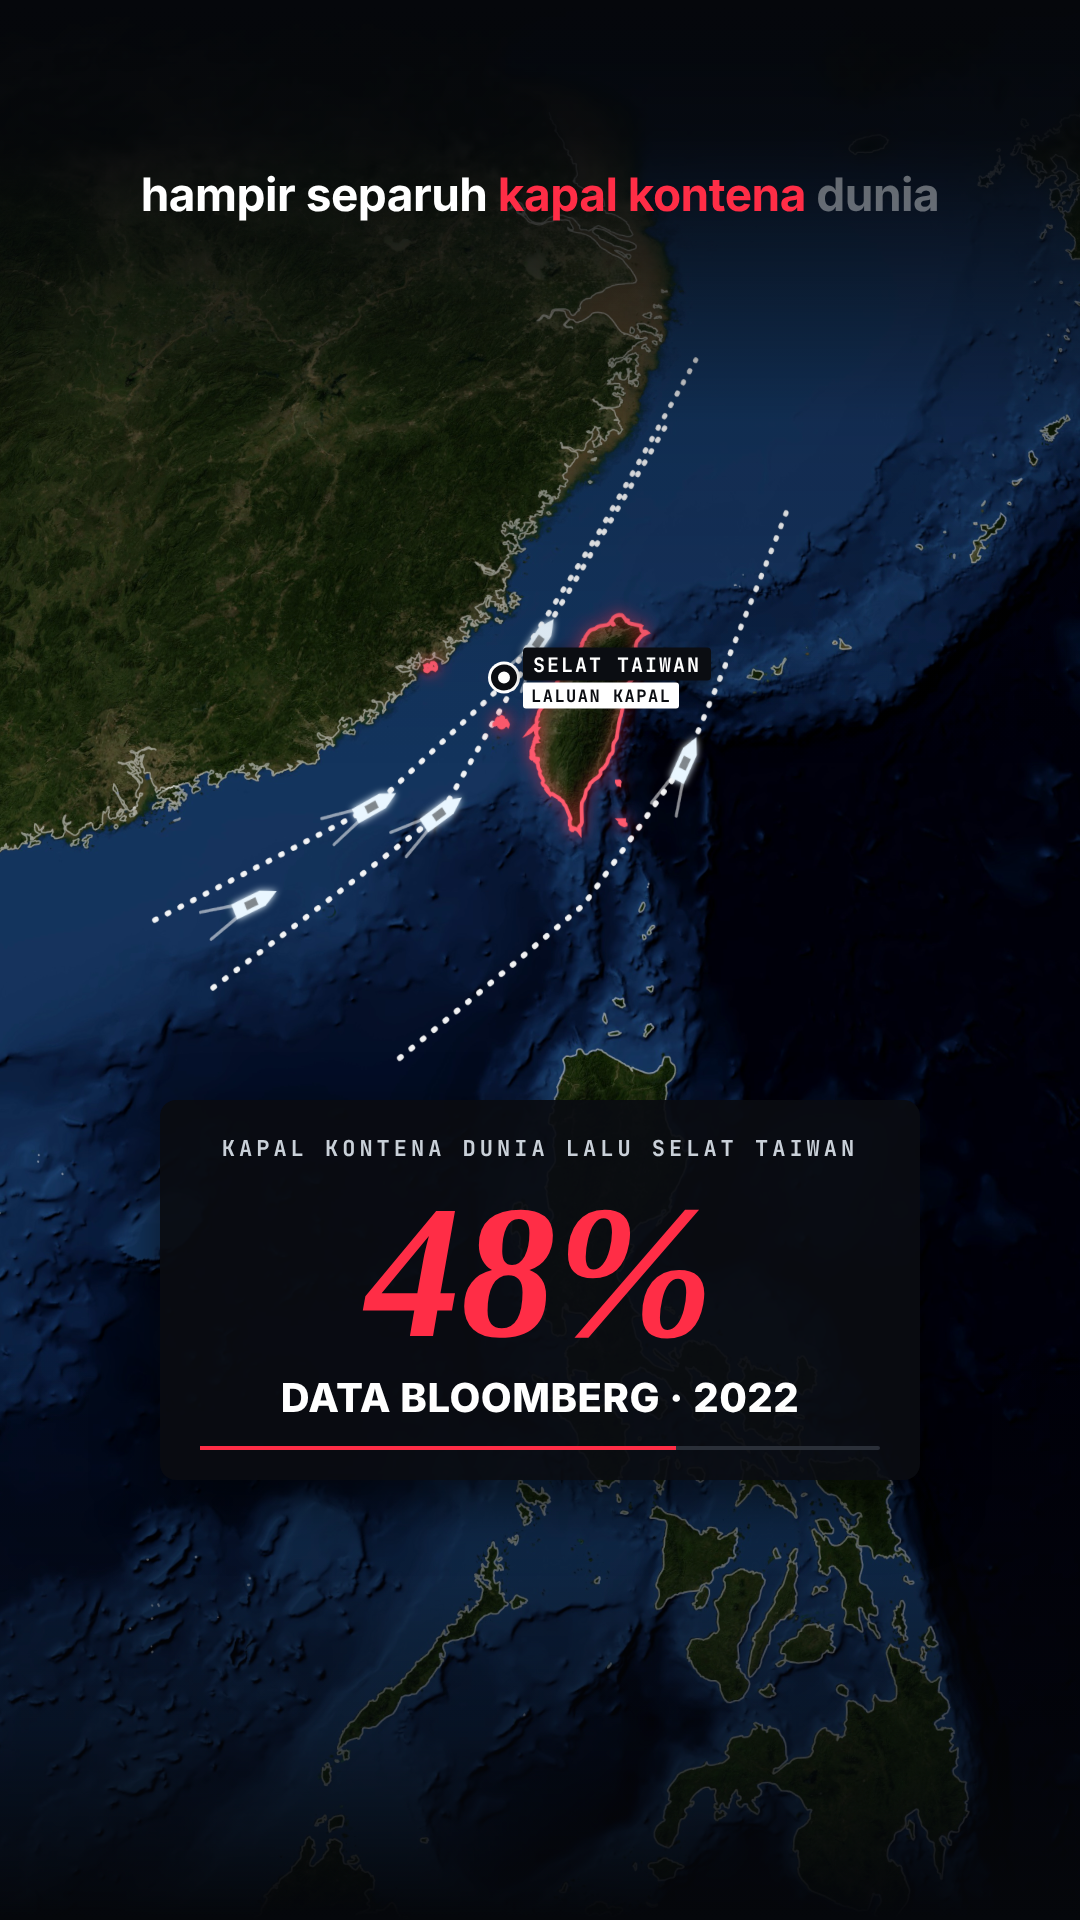 hampir separuh kapal kontena dunia
SELAT TAIWAN
LALUAN KAPAL
KAPAL KONTENA DUNIA LALU SELAT TAIWAN
48%
DATA BLOOMBERG · 2022